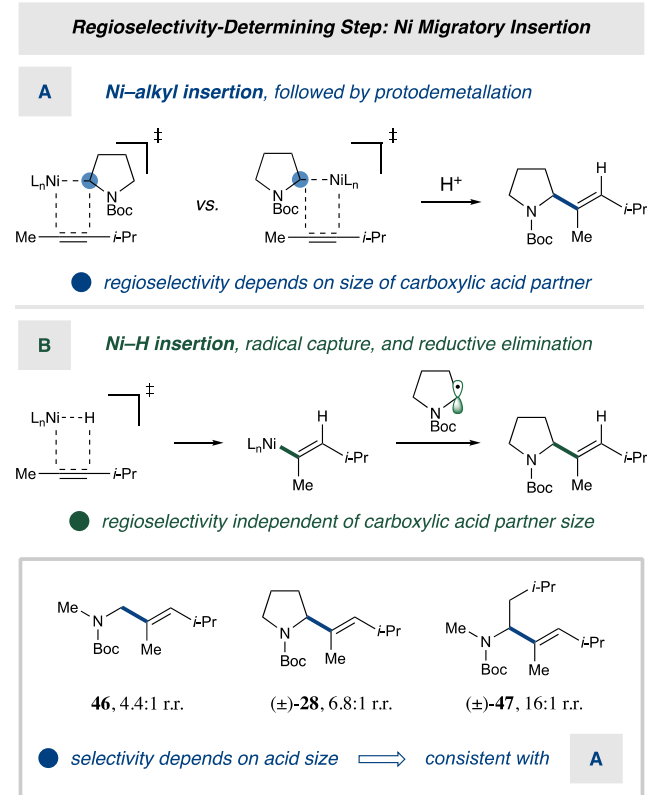 Regioselectivity-Determining Step: Ni Migratory Insertion
A
Ni–alkyl insertion, followed by protodemetallation
‡
LnNi
N
Boc
Me
i-Pr
vs.
‡
NiLn
N
Boc
Me
i-Pr
H+
H
N
Boc
Me
i-Pr
regioselectivity depends on size of carboxylic acid partner
B
Ni–H insertion, radical capture, and reductive elimination
‡
LnNi
H
Me
i-Pr
H
LnNi
i-Pr
Me
N
Boc
H
N
Boc
Me
i-Pr
regioselectivity independent of carboxylic acid partner size
Me
N
Boc
Me
i-Pr
N
Boc
Me
i-Pr
i-Pr
Me
N
Boc
Me
i-Pr
46, 4.4:1 r.r.
(±)-28, 6.8:1 r.r.
(±)-47, 16:1 r.r.
selectivity depends on acid size
consistent with
A